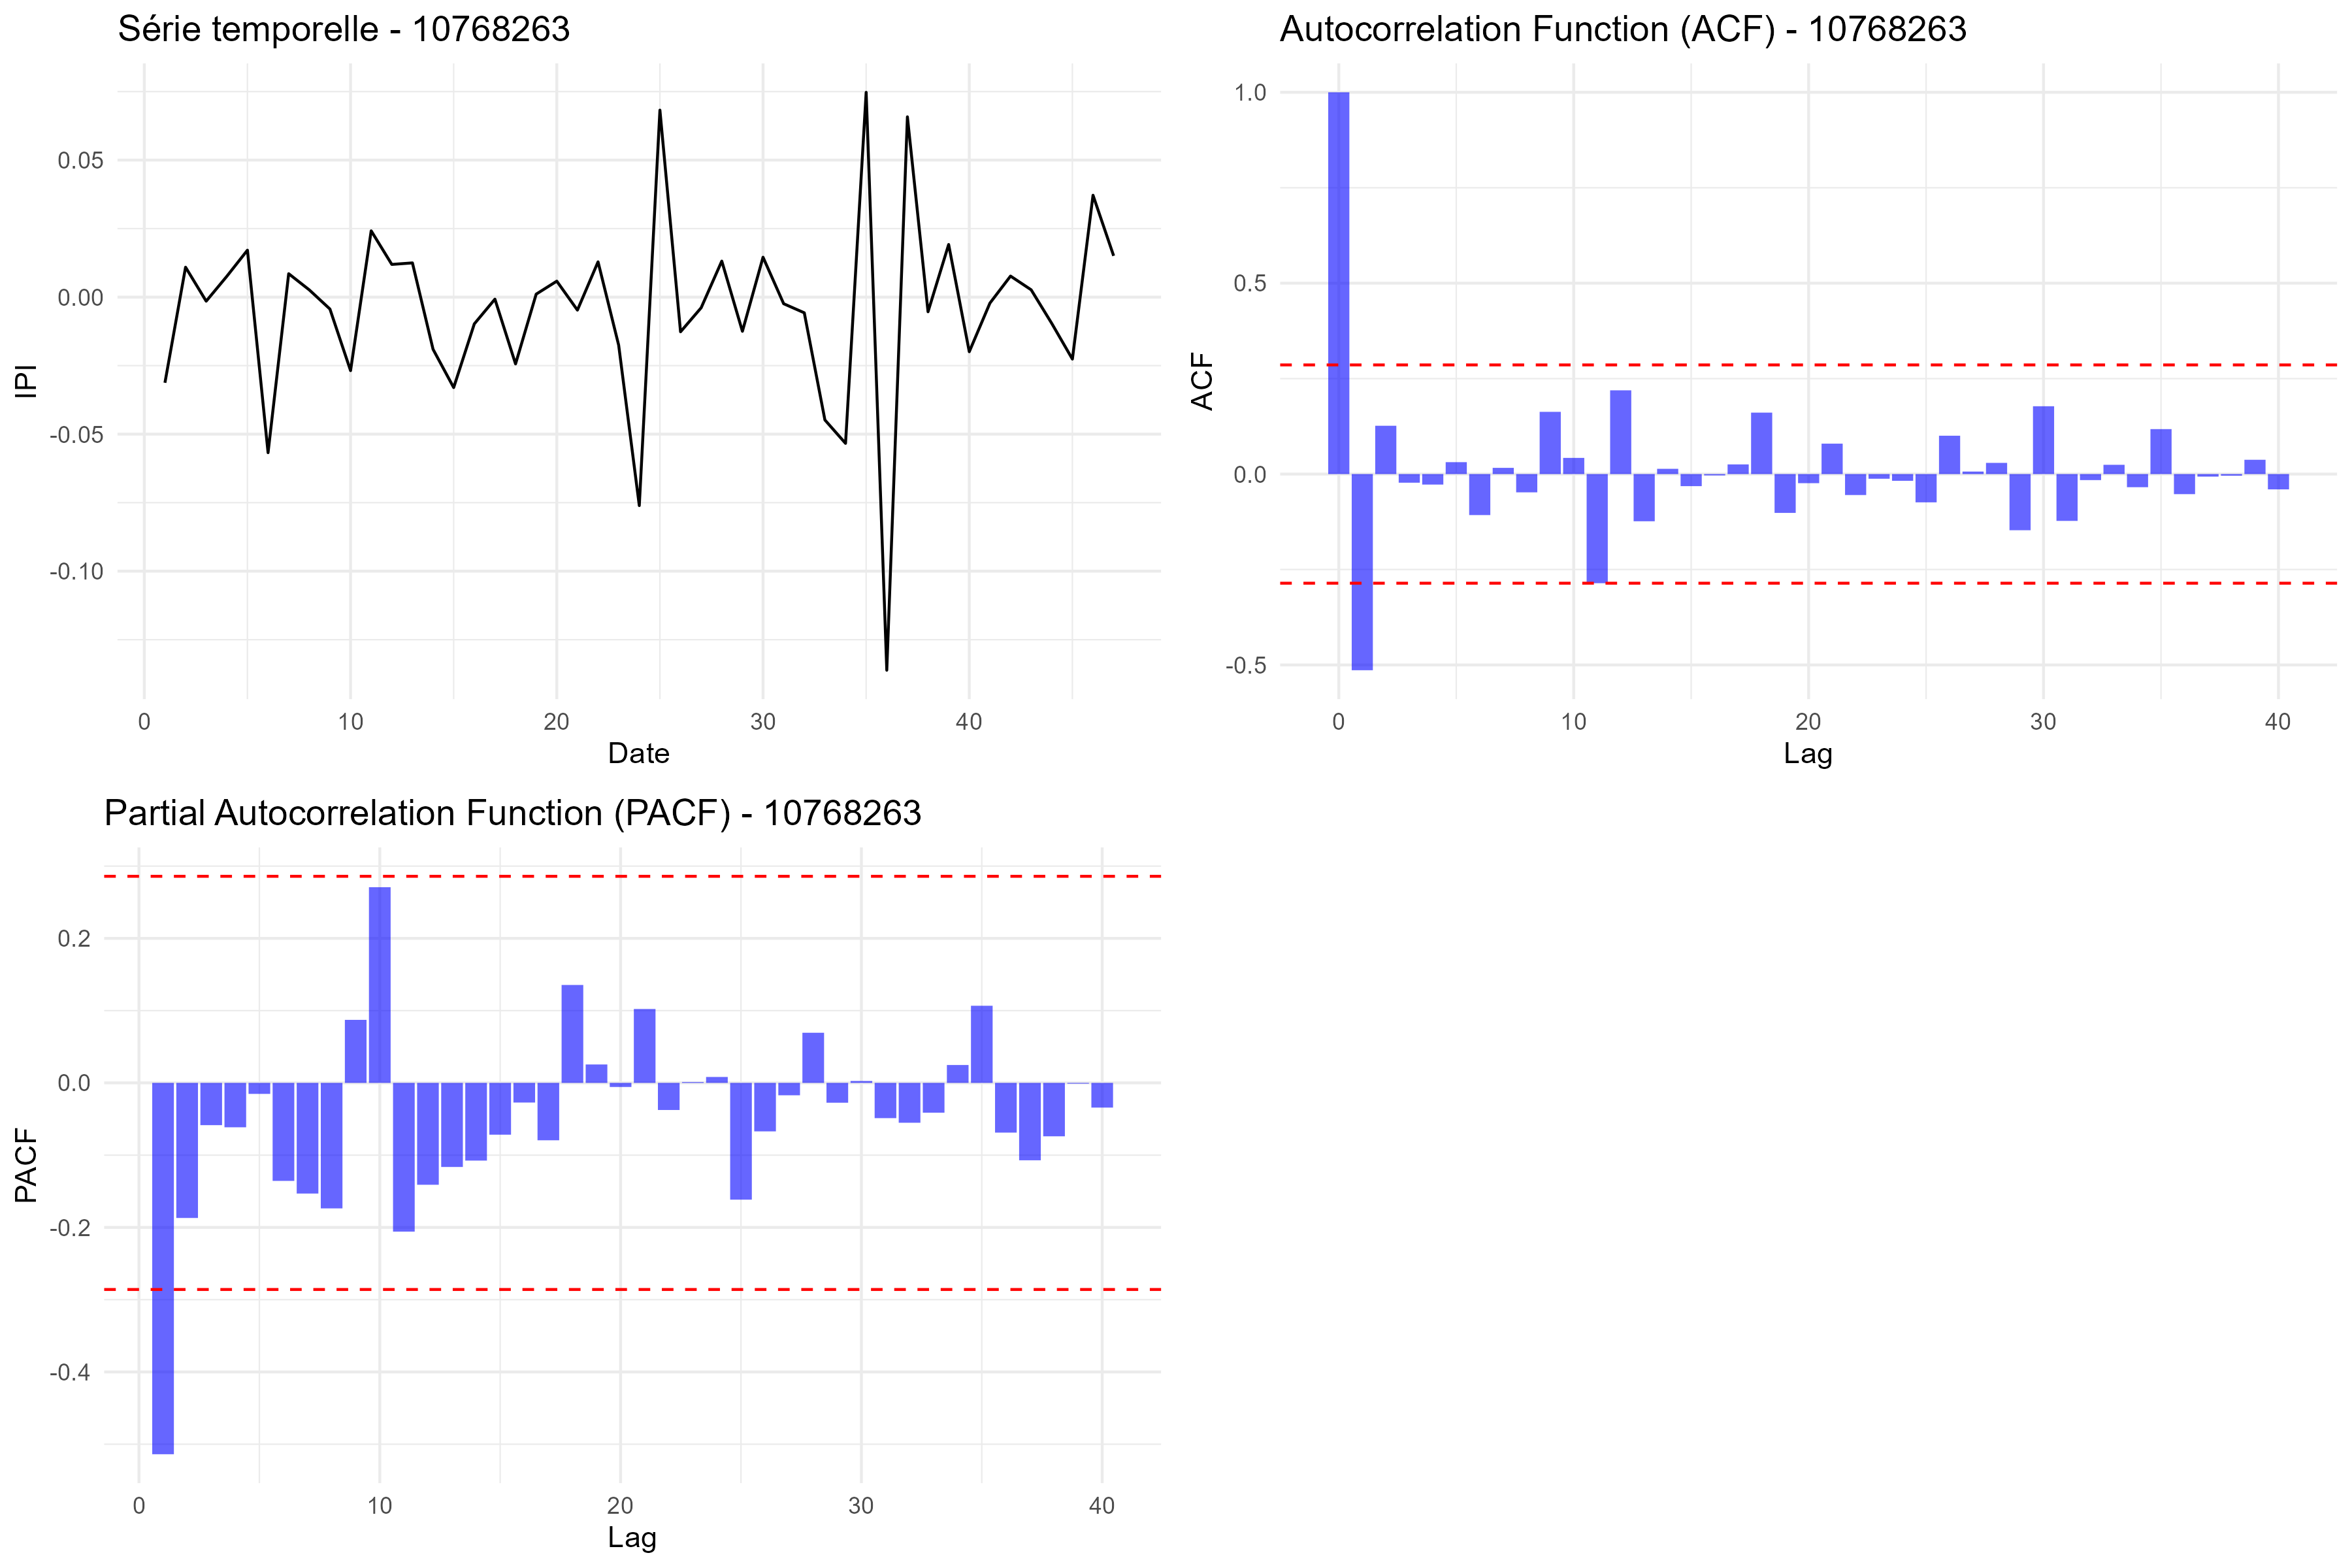 Série temporelle - 10768263
IPI
0.05
0.00
-0.05
-0.10
0 10 20 30 40
Date
Autocorrelation Function (ACF) - 10768263
ACF
1.0
0.5
0.0
-0.5
0 10 20 30 40
Lag
Partial Autocorrelation Function (PACF) - 10768263
PACF
0.2
0.0
-0.2
-0.4
0 10 20 30 40
Lag